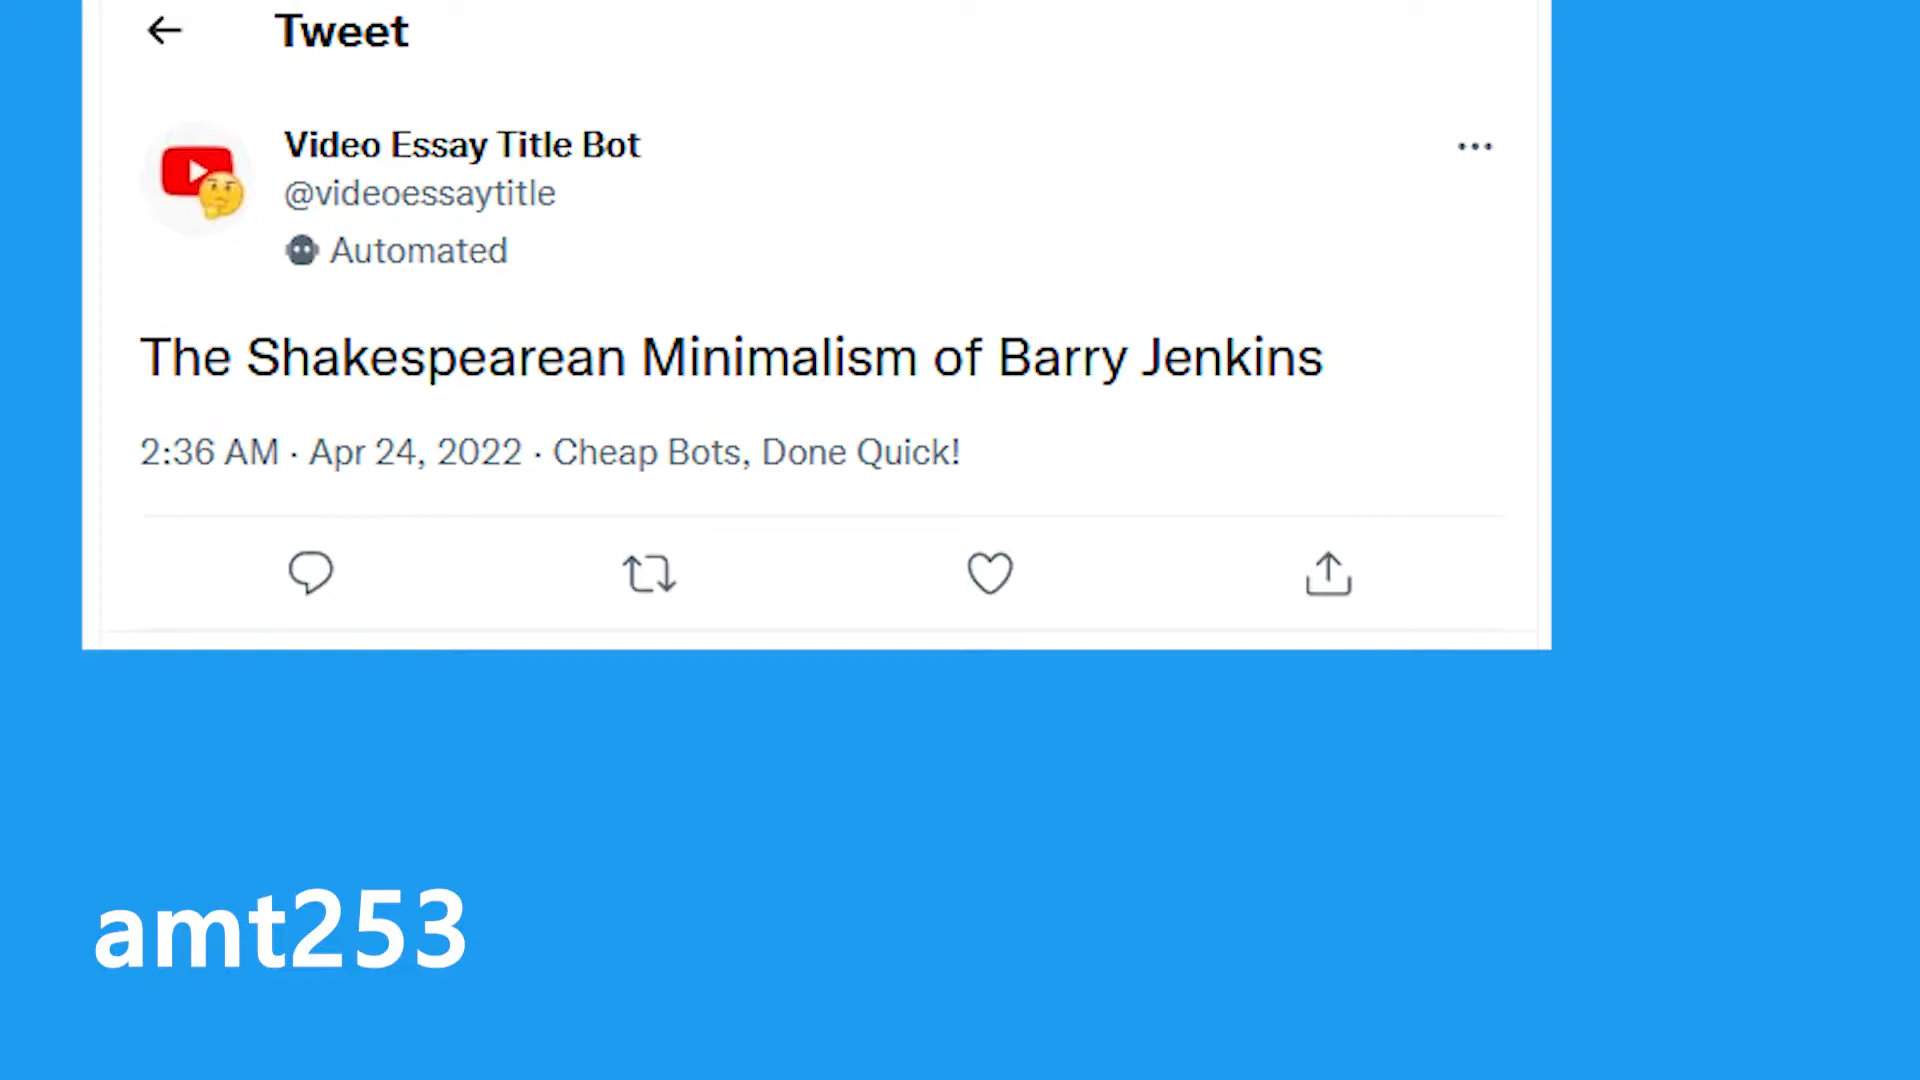 Tweet
Video Essay Title Bot
@videoessaytitle
Automated
The Shakespearean Minimalism of Barry Jenkins
2:36 AM · Apr 24, 2022 · Cheap Bots, Done Quick!
amt253